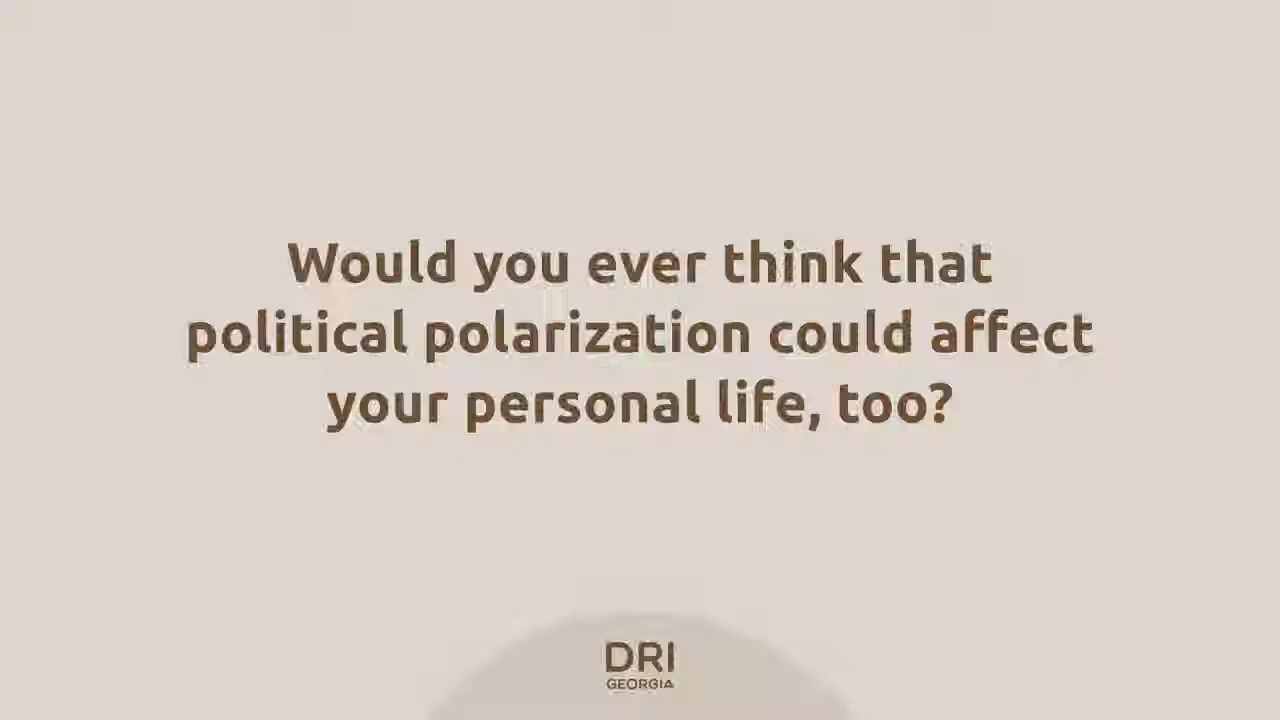 Would you ever think that
political polarization could affect
your personal life, too?
DRI
GEORGIA